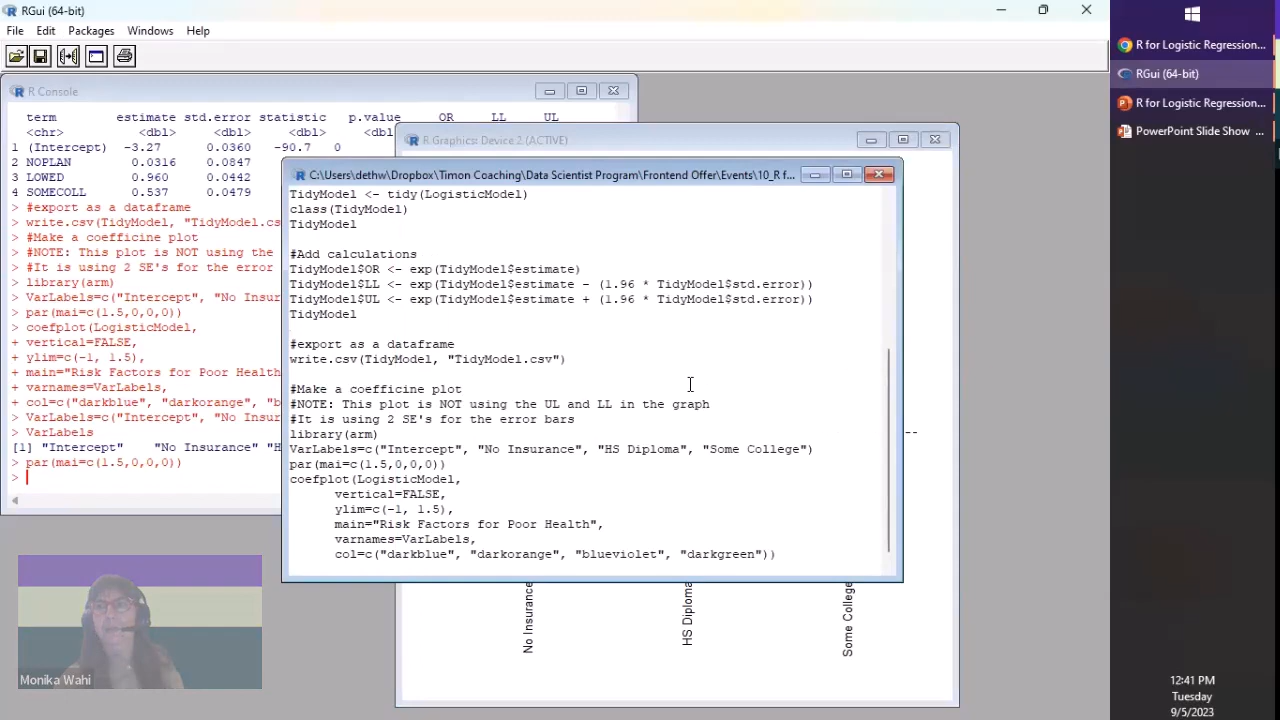 RGui (64-bit)
File Edit Packages Windows Help
R Console
term estimate std.error statistic p.value OR LL UL
<chr> <dbl> <dbl> <dbl> <dbl
1 (Intercept) -3.27 0.0360 -90.7 0
2 NOPLAN 0.0316 0.0847
3 LOWED 0.960 0.0442
4 SOMECOLL 0.537 0.0479
> #export as a dataframe
> write.csv(TidyModel, "TidyModel.cs
> #Make a coefficine plot
> #NOTE: This plot is NOT using the
> #It is using 2 SE's for the error
> library(arm)
> VarLabels=c("Intercept", "No Insur
> par(mai=c(1.5,0,0,0))
> coefplot(LogisticModel,
+ vertical=FALSE,
+ ylim=c(-1, 1.5),
+ main="Risk Factors for Poor Health
+ varnames=VarLabels,
+ col=c("darkblue", "darkorange", "b
> VarLabels=c("Intercept", "No Insur
> VarLabels
[1] "Intercept" "No Insurance" "H
> par(mai=c(1.5,0,0,0))
>
R Graphics: Device 2 (ACTIVE)
C:\Users\dethw\Dropbox\Timon Coaching\Data Scientist Program\Frontend Offer\Events\10_R f...
TidyModel <- tidy(LogisticModel)
class(TidyModel)
TidyModel
#Add calculations
TidyModel$OR <- exp(TidyModel$estimate)
TidyModel$LL <- exp(TidyModel$estimate - (1.96 * TidyModel$std.error))
TidyModel$UL <- exp(TidyModel$estimate + (1.96 * TidyModel$std.error))
TidyModel
#export as a dataframe
write.csv(TidyModel, "TidyModel.csv")
#Make a coefficine plot
#NOTE: This plot is NOT using the UL and LL in the graph
#It is using 2 SE's for the error bars
library(arm)
VarLabels=c("Intercept", "No Insurance", "HS Diploma", "Some College")
par(mai=c(1.5,0,0,0))
coefplot(LogisticModel,
vertical=FALSE,
ylim=c(-1, 1.5),
main="Risk Factors for Poor Health",
varnames=VarLabels,
col=c("darkblue", "darkorange", "blueviolet", "darkgreen"))
No Insurance
HS Diploma
Some College
Monika Wahi
R for Logistic Regression...
RGui (64-bit)
R for Logistic Regression...
PowerPoint Slide Show ...
12:41 PM
Tuesday
9/5/2023